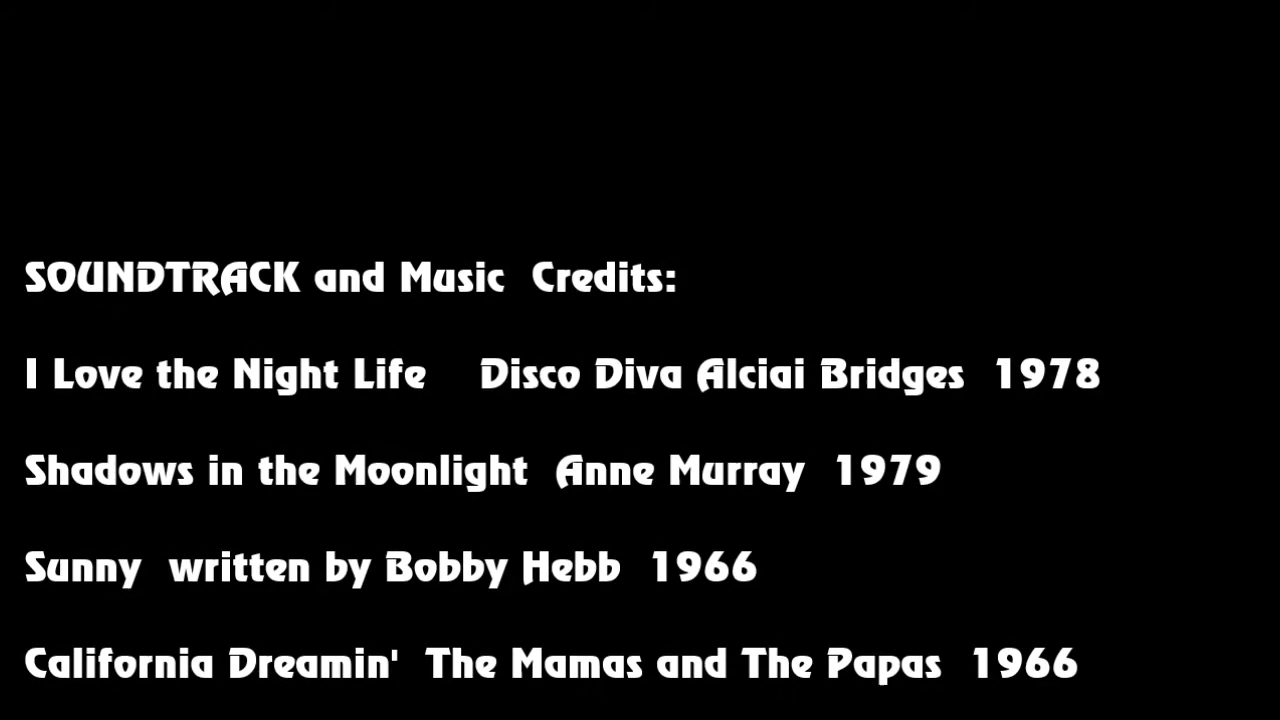 SOUNDTRACK and Music Credits:
I Love the Night Life Disco Diva Alciai Bridges 1978
Shadows in the Moonlight Anne Murray 1979
Sunny written by Bobby Hebb 1966
California Dreamin' The Mamas and The Papas 1966